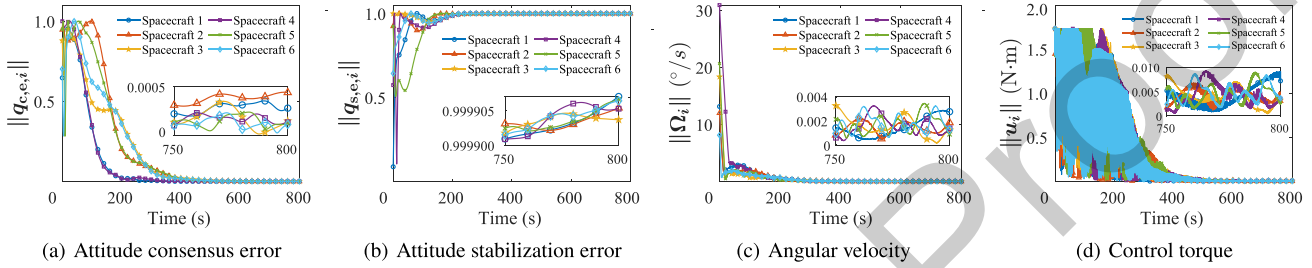 1.0
0.5
||q_{c,e,i}||
Spacecraft 1 Spacecraft 4
Spacecraft 2 Spacecraft 5
Spacecraft 3 Spacecraft 6
0.0005
0
750 800
0 200 400 600 800
Time (s)
(a) Attitude consensus error
1.0
0.5
||q_{s,e,i}||
Spacecraft 1 Spacecraft 4
Spacecraft 2 Spacecraft 5
Spacecraft 3 Spacecraft 6
0.999905
0.999900
750 800
0 200 400 600 800
Time (s)
(b) Attitude stabilization error
30
20
10
||Ω_i|| (°/s)
Spacecraft 1 Spacecraft 4
Spacecraft 2 Spacecraft 5
Spacecraft 3 Spacecraft 6
0.004
0.002
0
750 800
0 200 400 600 800
Time (s)
(c) Angular velocity
2.0
1.5
1.0
0.5
||u_i|| (N·m)
Spacecraft 1 Spacecraft 4
Spacecraft 2 Spacecraft 5
Spacecraft 3 Spacecraft 6
0.010
0.005
0
750 800
0 200 400 600 800
Time (s)
(d) Control torque